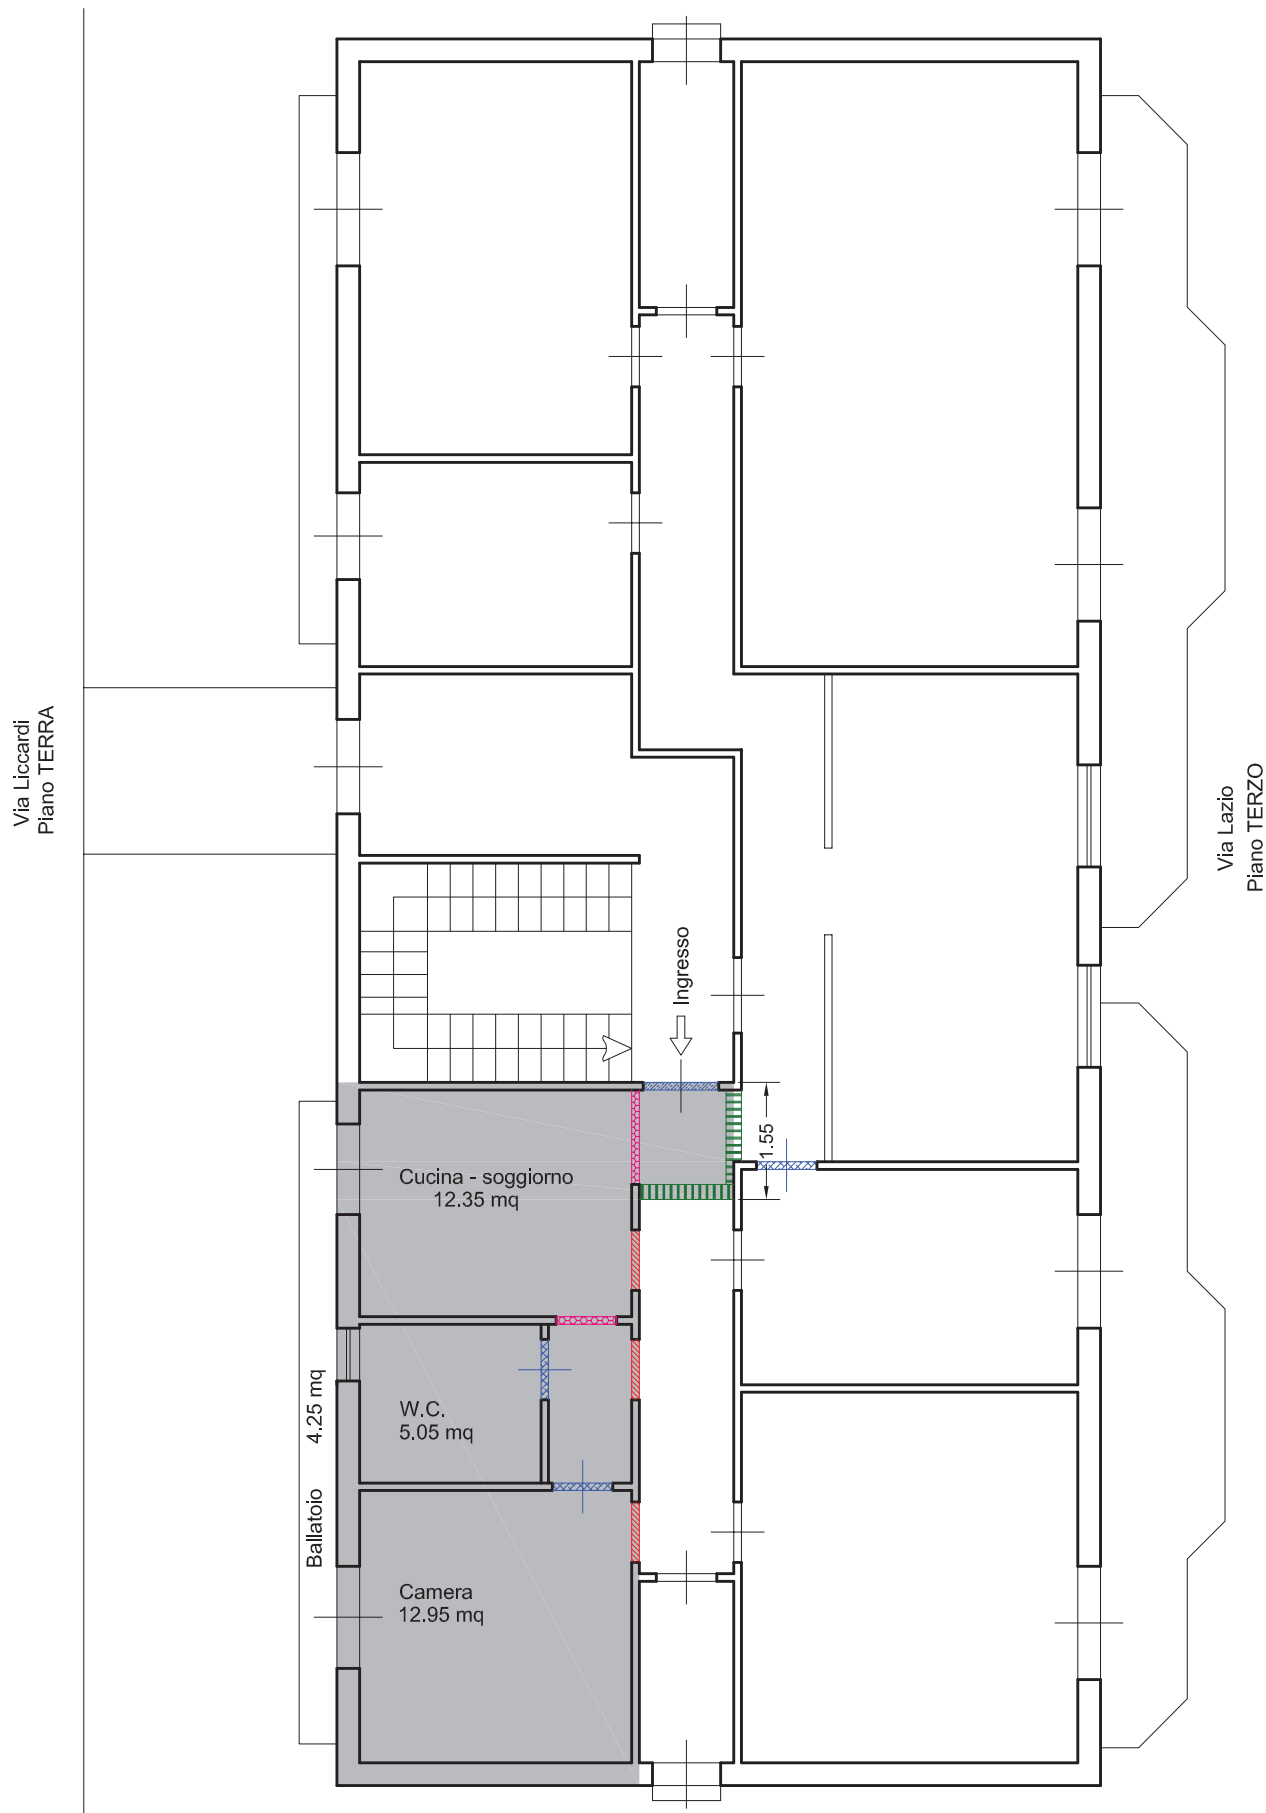 Via Liccardi
Piano TERRA
Via Lazio
Piano TERZO
Ingresso
1.55
Cucina - soggiorno
12.35 mq
W.C.
5.05 mq
Ballatoio 4.25 mq
Camera
12.95 mq